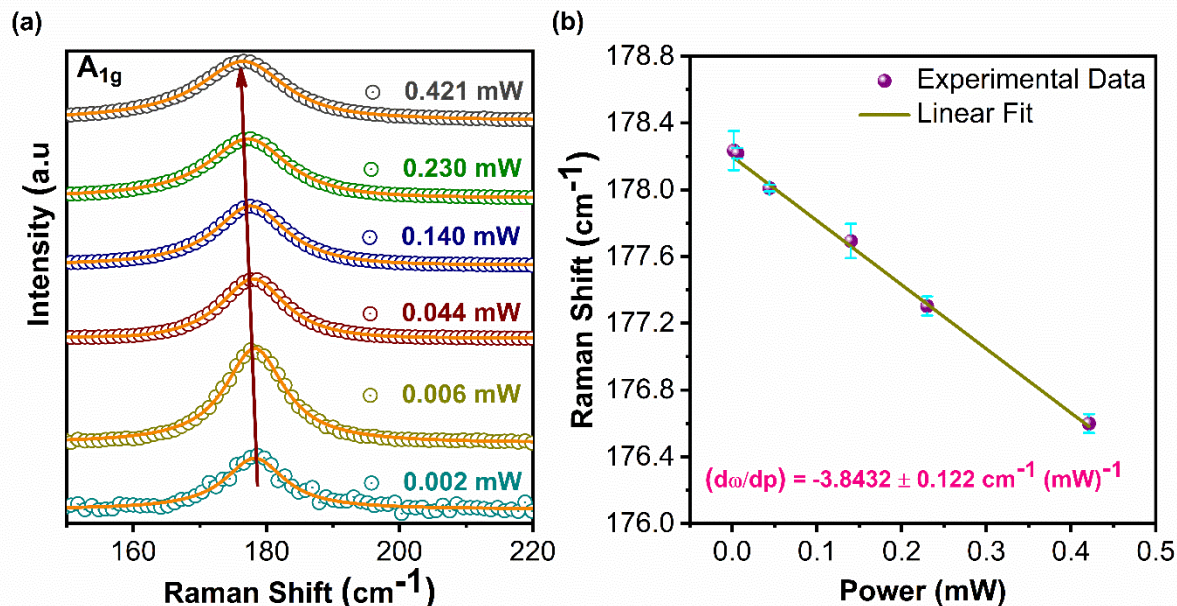 (a)
A1g
0.421 mW
0.230 mW
0.140 mW
0.044 mW
0.006 mW
0.002 mW
Intensity (a.u
160 180 200 220
Raman Shift (cm-1)
(b)
178.8
178.4
178.0
177.6
177.2
176.8
176.4
176.0
Raman Shift (cm-1)
Experimental Data
Linear Fit
(dω/dp) = -3.8432 ± 0.122 cm-1 (mW)-1
0.0 0.1 0.2 0.3 0.4 0.5
Power (mW)